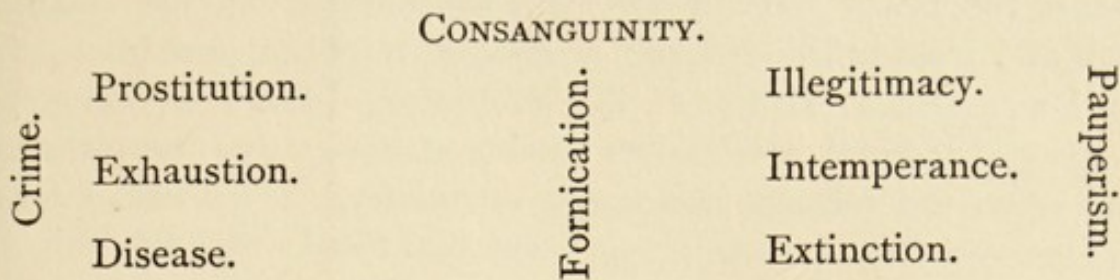 CONSANGUINITY.
Crime.
Prostitution.
Exhaustion.
Disease.
Fornication.
Illegitimacy.
Intemperance.
Extinction.
Pauperism.